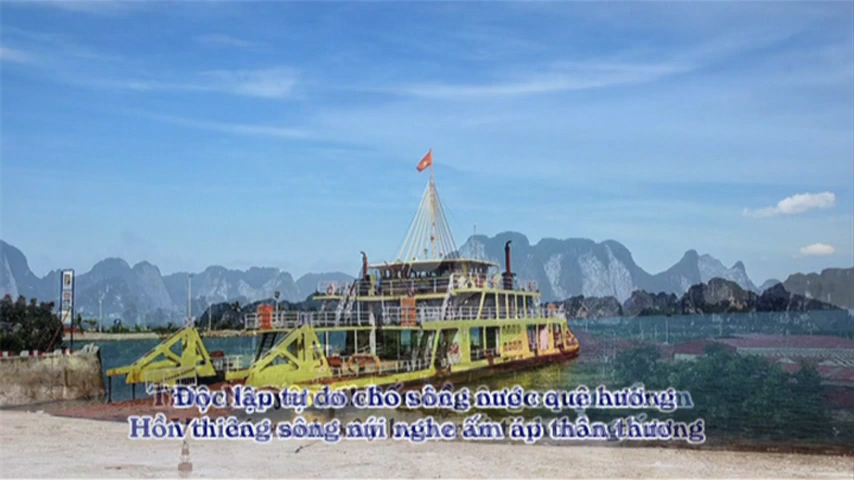 Độc lập tự do cho sông nước quê hương
Hồn thiêng sông núi nghe ấm áp thân thương